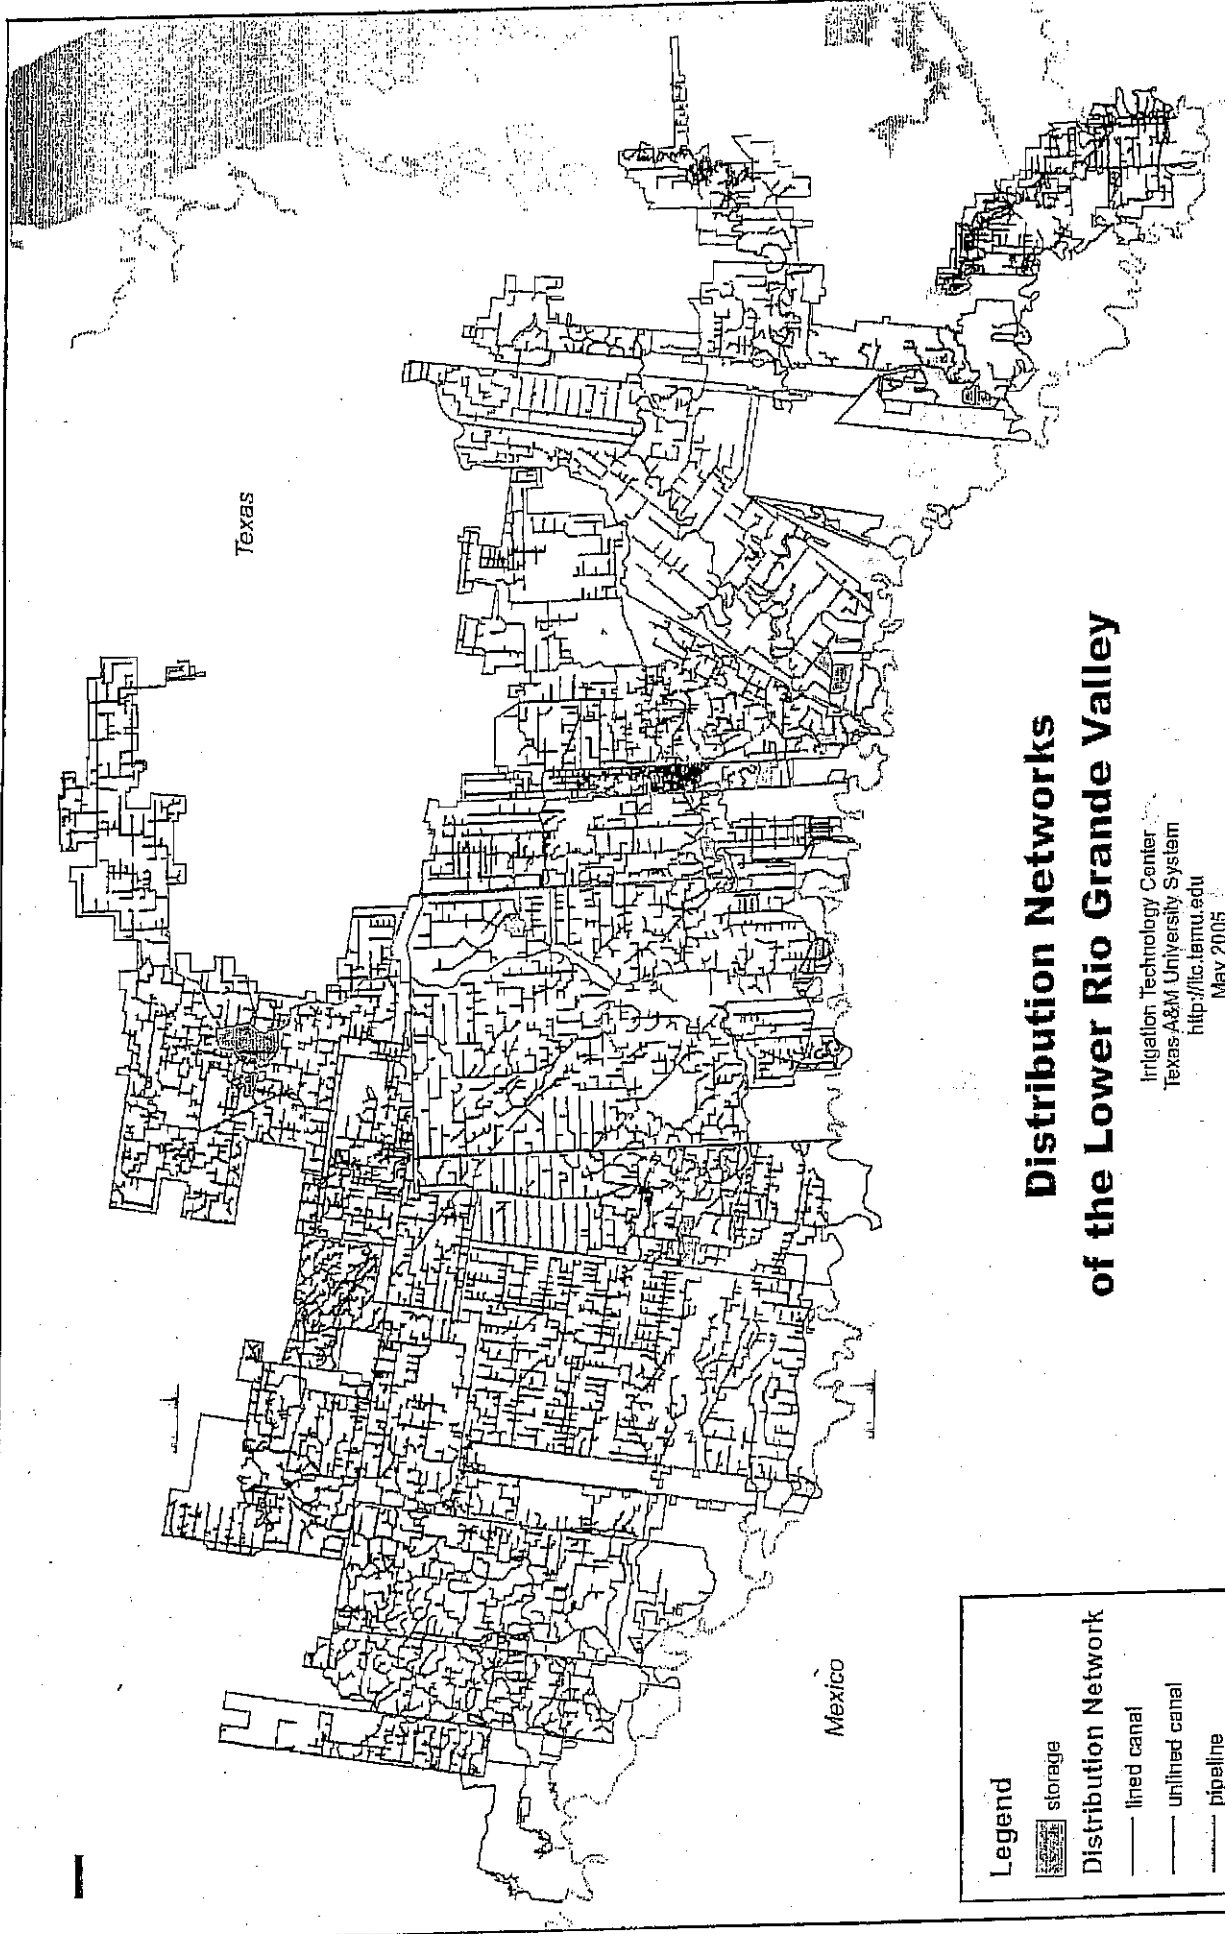 Texas
Mexico
Distribution Networks
of the Lower Rio Grande Valley
Irrigation Technology Center
Texas A&M University System
http://itc.tamu.edu
May 2005
Legend
storage
Distribution Network
lined canal
unlined canal
pipeline